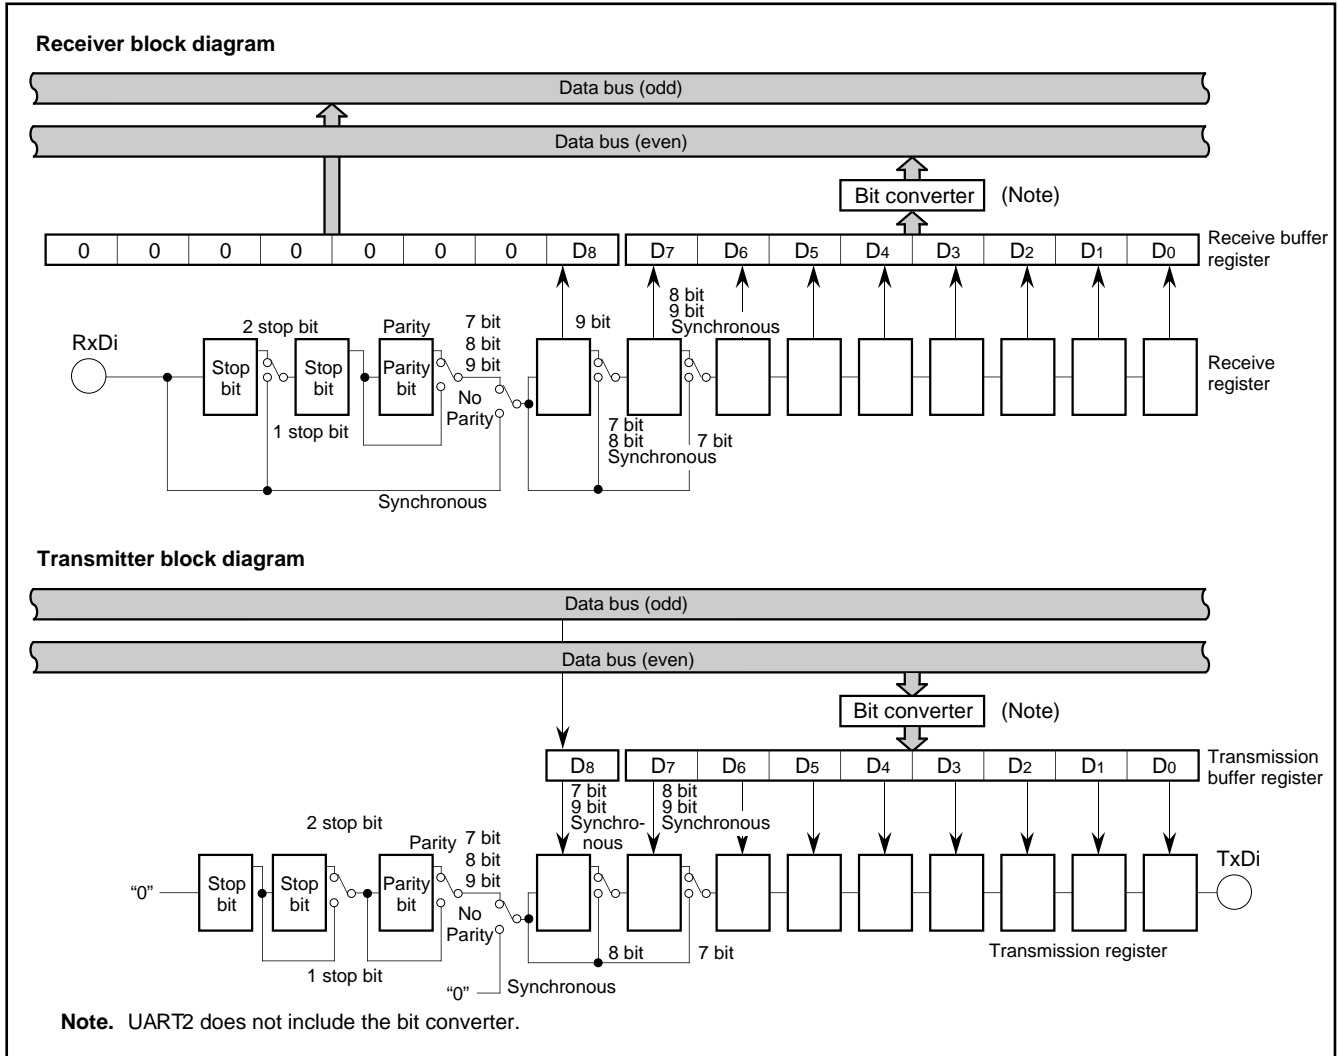 Receiver block diagram
Data bus (odd)
Data bus (even)
Bit converter (Note)
0 0 0 0 0 0 0 D8 D7 D6 D5 D4 D3 D2 D1 D0
Receive buffer
register
RxDi
2 stop bit
Parity
7 bit
8 bit
9 bit
9 bit
8 bit
9 bit
Synchronous
Stop
bit
Stop
bit
Parity
bit
Receive
register
No
Parity
1 stop bit
7 bit
8 bit
Synchronous
7 bit
Synchronous
Transmitter block diagram
Data bus (odd)
Data bus (even)
Bit converter (Note)
D8 D7 D6 D5 D4 D3 D2 D1 D0
Transmission
buffer register
7 bit
9 bit
Synchro-
nous
8 bit
9 bit
Synchronous
2 stop bit
Parity
7 bit
8 bit
9 bit
TxDi
“0”
Stop
bit
Stop
bit
Parity
bit
No
Parity
1 stop bit
8 bit
7 bit
Transmission register
“0”
Synchronous
Note. UART2 does not include the bit converter.